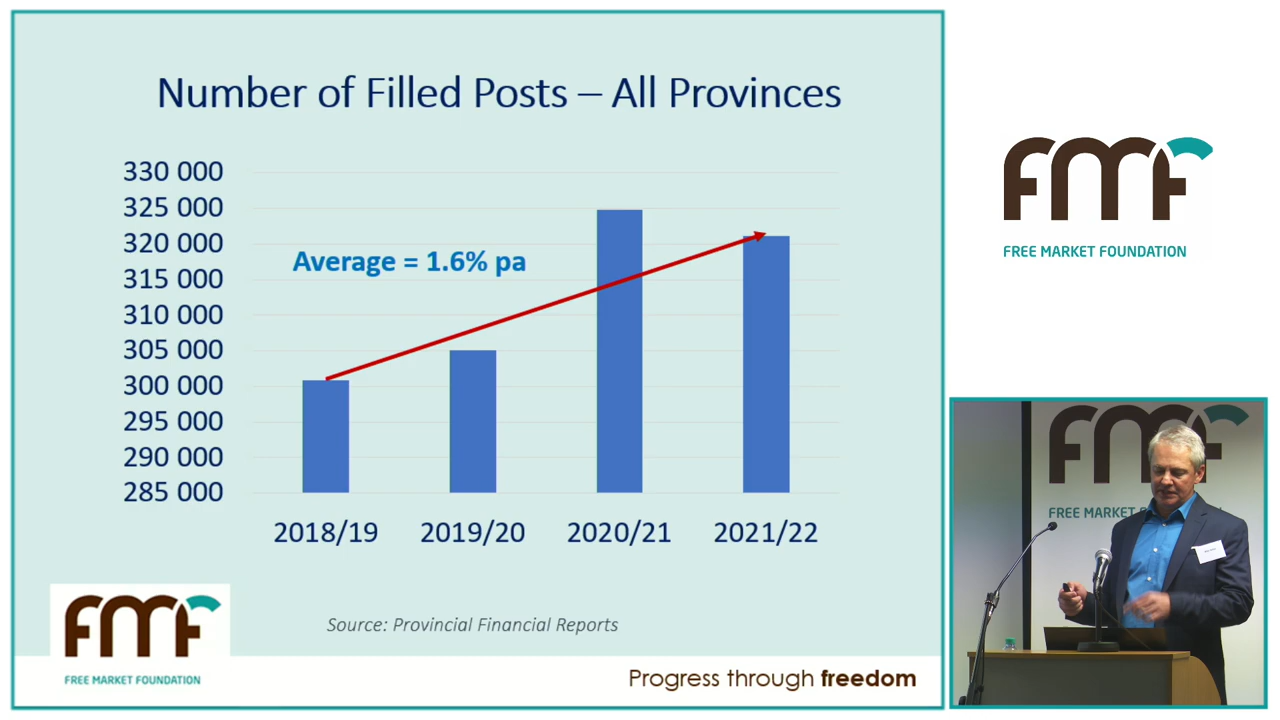 Number of Filled Posts – All Provinces
330 000
325 000
320 000
315 000
310 000
305 000
300 000
295 000
290 000
285 000
Average = 1.6% pa
2018/19
2019/20
2020/21
2021/22
Source: Provincial Financial Reports
FMF
FREE MARKET FOUNDATION
Progress through freedom
FMF
FREE MARKET FOUNDATION
FMF
FREE MARKET